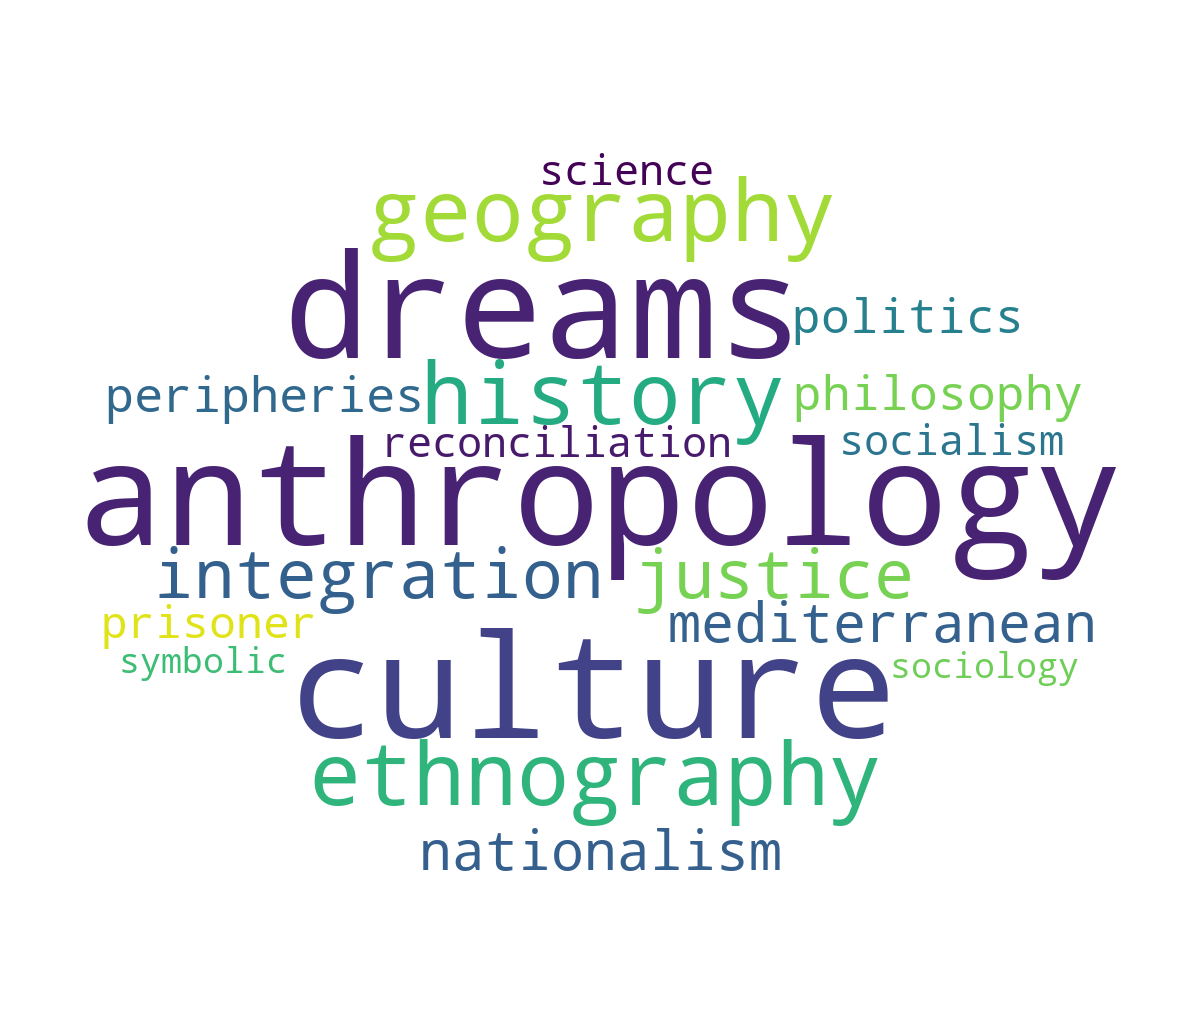 science
geography
dreams
politics
peripheries
history
philosophy
reconciliation
socialism
anthropology
integration
justice
prisoner
mediterranean
symbolic
culture
sociology
ethnography
nationalism